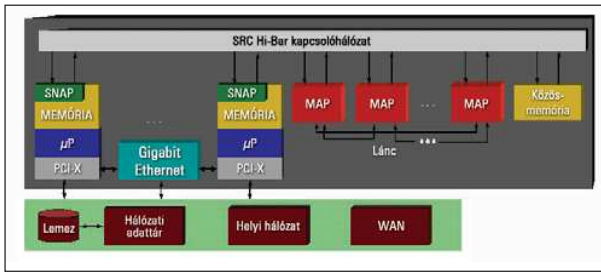 SRC Hi-Bar kapcsolóhálózat
SNAP
MEMÓRIA
µP
PCI-X
. . .
Gigabit
Ethernet
SNAP
MEMÓRIA
µP
PCI-X
MAP
MAP
. . .
MAP
Közös-
memória
Lánc
Lemez
Hálózati
adattár
Helyi hálózat
WAN